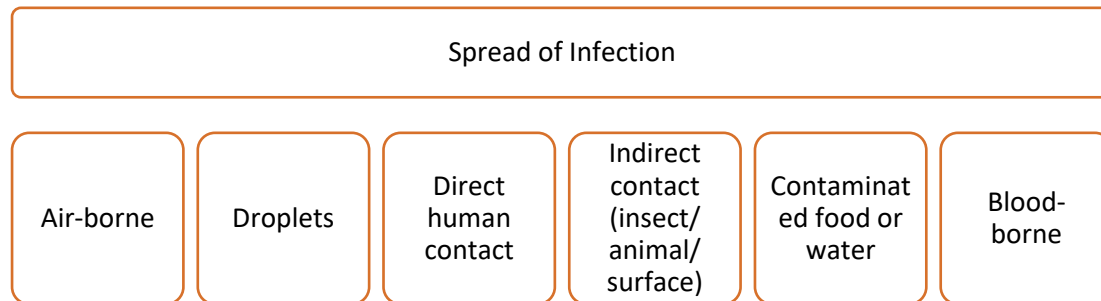 Spread of Infection
Air-borne
Droplets
Direct
human
contact
Indirect
contact
(insect/
animal/
surface)
Contaminat
ed food or
water
Blood-
borne